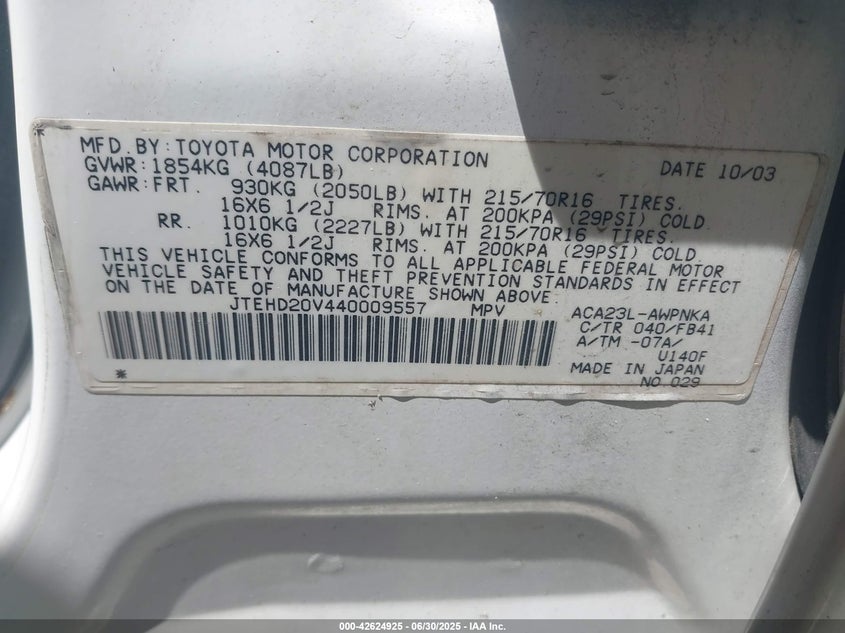 MFD. BY: TOYOTA MOTOR CORPORATION DATE 10/03
GVWR: 1854KG (4087LB)
GAWR: FRT. 930KG (2050LB) WITH 215/70R16 TIRES.
16X6 1/2J RIMS. AT 200KPA (29PSI) COLD.
RR. 1010KG (2227LB) WITH 215/70R16 TIRES.
16X6 1/2J RIMS. AT 200KPA (29PSI) COLD.
THIS VEHICLE CONFORMS TO ALL APPLICABLE FEDERAL MOTOR
VEHICLE SAFETY AND THEFT PREVENTION STANDARDS IN EFFECT
ON THE DATE OF MANUFACTURE SHOWN ABOVE.
JTEHD20V440009557 MPV ACA23L-AWPNKA
C/TR 040/FB41
A/TM -07A/
U140F
MADE IN JAPAN
* NO.029
000-42624925 - 06/30/2025 - IAA Inc.